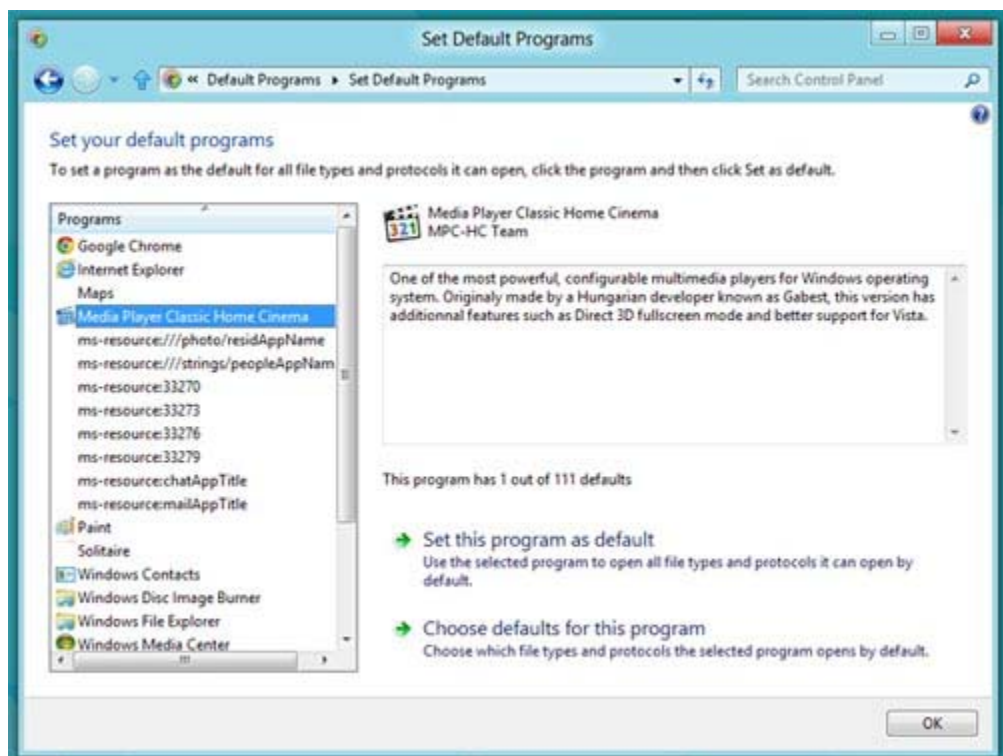 Set Default Programs
« Default Programs ▸ Set Default Programs
Search Control Panel
Set your default programs
To set a program as the default for all file types and protocols it can open, click the program and then click Set as default.
Programs
Google Chrome
Internet Explorer
Maps
Media Player Classic Home Cinema
ms-resource:///photo/residAppName
ms-resource:///strings/peopleAppNam
ms-resource:33270
ms-resource:33273
ms-resource:33276
ms-resource:33279
ms-resource:chatAppTitle
ms-resource:mailAppTitle
Paint
Solitaire
Windows Contacts
Windows Disc Image Burner
Windows File Explorer
Windows Media Center
321
Media Player Classic Home Cinema
MPC-HC Team
One of the most powerful, configurable multimedia players for Windows operating
system. Originaly made by a Hungarian developer known as Gabest, this version has
additionnal features such as Direct 3D fullscreen mode and better support for Vista.
This program has 1 out of 111 defaults
Set this program as default
Use the selected program to open all file types and protocols it can open by
default.
Choose defaults for this program
Choose which file types and protocols the selected program opens by default.
OK